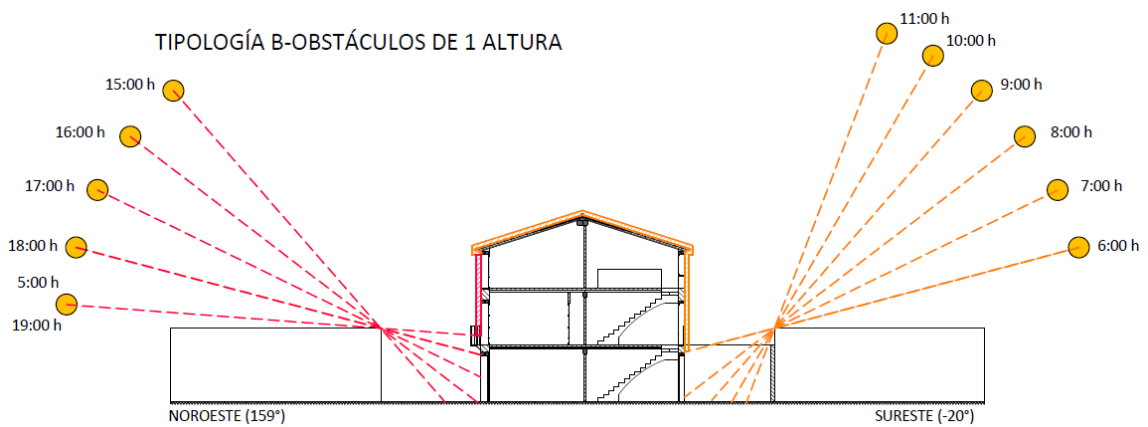 TIPOLOGÍA B-OBSTÁCULOS DE 1 ALTURA
15:00 h
16:00 h
17:00 h
18:00 h
5:00 h
19:00 h
11:00 h
10:00 h
9:00 h
8:00 h
7:00 h
6:00 h
NOROESTE (159°)
SURESTE (-20°)